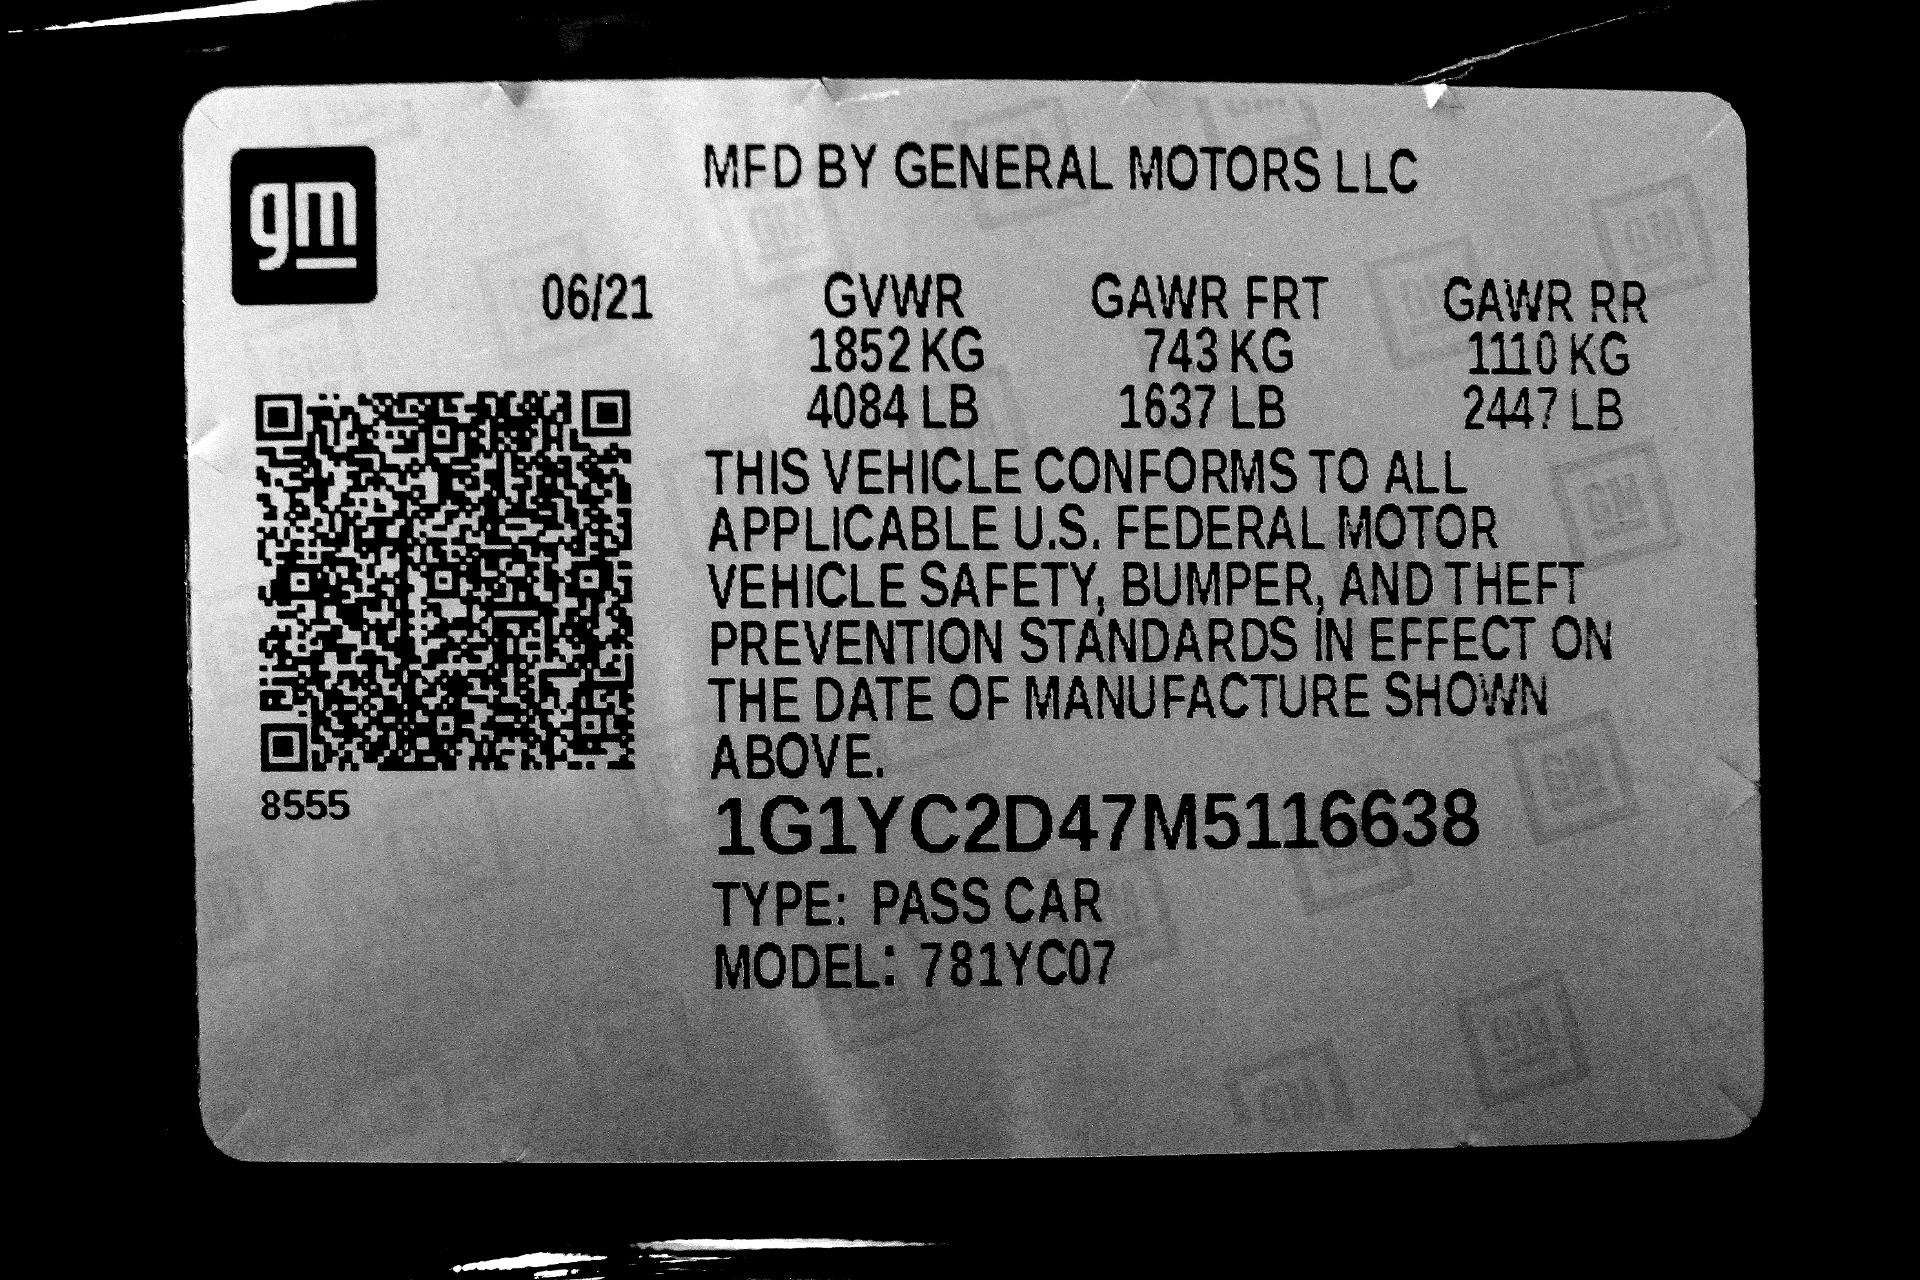 gm
MFD BY GENERAL MOTORS LLC
06/21 GVWR GAWR FRT GAWR RR
1852 KG 743 KG 1110 KG
4084 LB 1637 LB 2447 LB
THIS VEHICLE CONFORMS TO ALL
APPLICABLE U.S. FEDERAL MOTOR
VEHICLE SAFETY, BUMPER, AND THEFT
PREVENTION STANDARDS IN EFFECT ON
THE DATE OF MANUFACTURE SHOWN
ABOVE.
8555
1G1YC2D47M5116638
TYPE: PASS CAR
MODEL: 781YC07